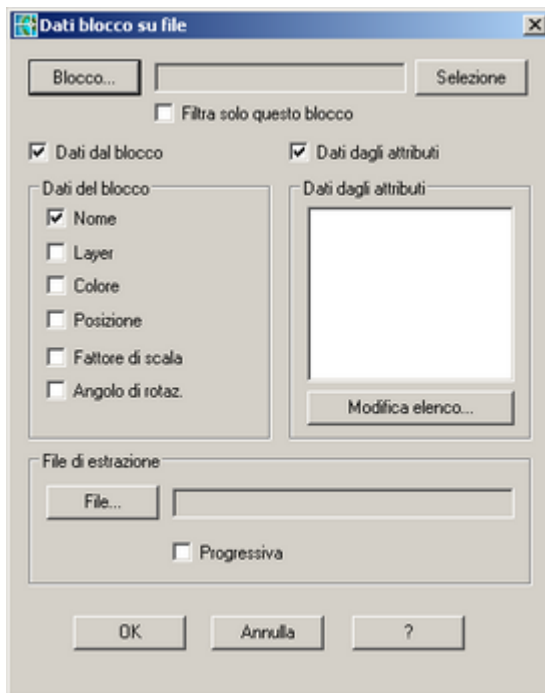 Dati blocco su file
Blocco... Selezione
Filtra solo questo blocco
Dati dal blocco Dati dagli attributi
Dati del blocco
Nome
Layer
Colore
Posizione
Fattore di scala
Angolo di rotaz.
Dati dagli attributi
Modifica elenco...
File di estrazione
File...
Progressiva
OK Annulla ?